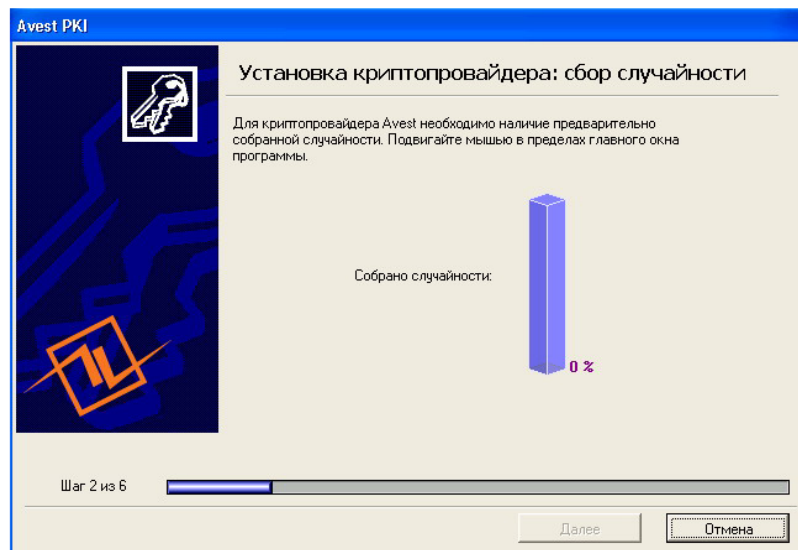 Avest PKI
Установка криптопровайдера: сбор случайности
Для криптопровайдера Avest необходимо наличие предварительно
собранной случайности. Подвигайте мышью в пределах главного окна
программы.
Собрано случайности:
0 %
Шаг 2 из 6
Далее
Отмена